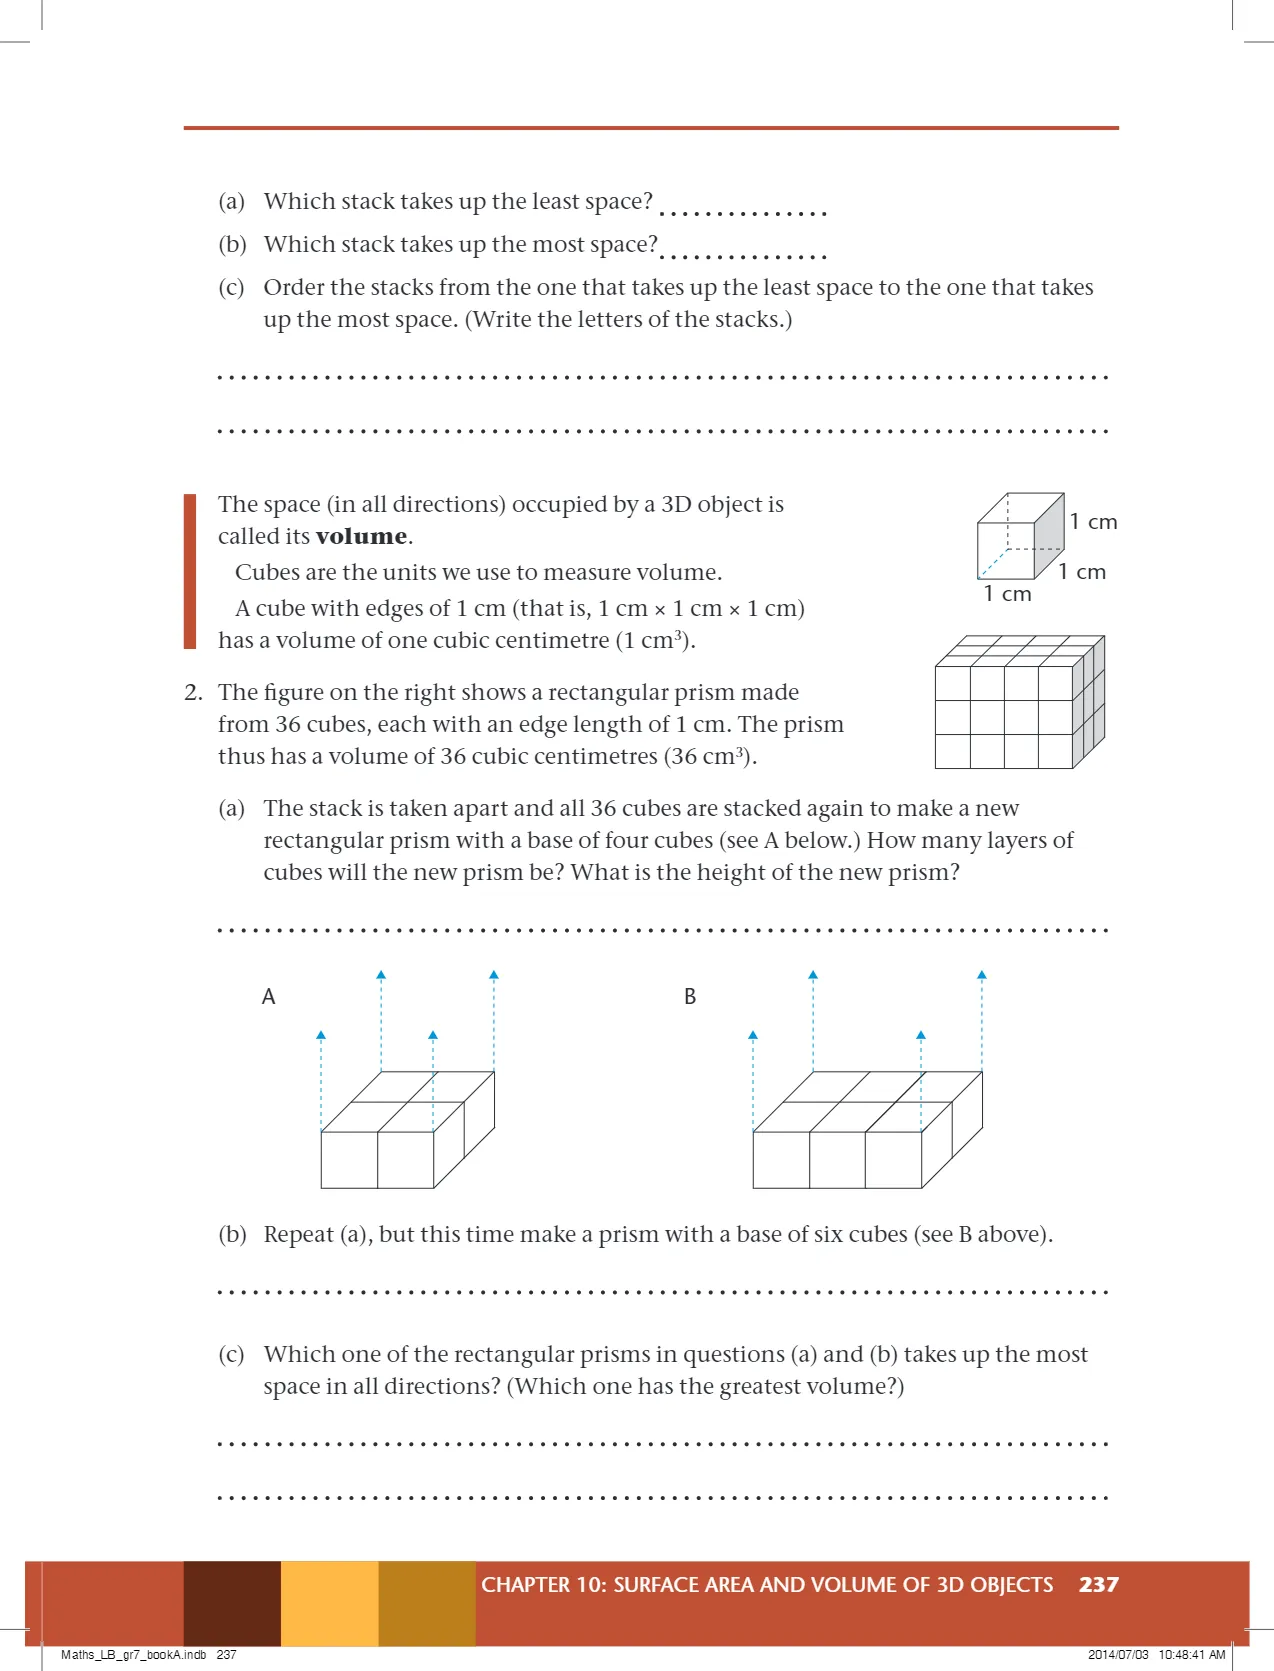 (a) Which stack takes up the least space? ...............
(b) Which stack takes up the most space? ...............
(c) Order the stacks from the one that takes up the least space to the one that takes
up the most space. (Write the letters of the stacks.)
The space (in all directions) occupied by a 3D object is
called its volume.
Cubes are the units we use to measure volume.
A cube with edges of 1 cm (that is, 1 cm × 1 cm × 1 cm)
has a volume of one cubic centimetre (1 cm³).
1 cm
1 cm
1 cm
2. The figure on the right shows a rectangular prism made
from 36 cubes, each with an edge length of 1 cm. The prism
thus has a volume of 36 cubic centimetres (36 cm³).
(a) The stack is taken apart and all 36 cubes are stacked again to make a new
rectangular prism with a base of four cubes (see A below.) How many layers of
cubes will the new prism be? What is the height of the new prism?
A
B
(b) Repeat (a), but this time make a prism with a base of six cubes (see B above).
(c) Which one of the rectangular prisms in questions (a) and (b) takes up the most
space in all directions? (Which one has the greatest volume?)
CHAPTER 10: SURFACE AREA AND VOLUME OF 3D OBJECTS 237
Maths_LB_gr7_bookA.indb 237
2014/07/03 10:48:41 AM